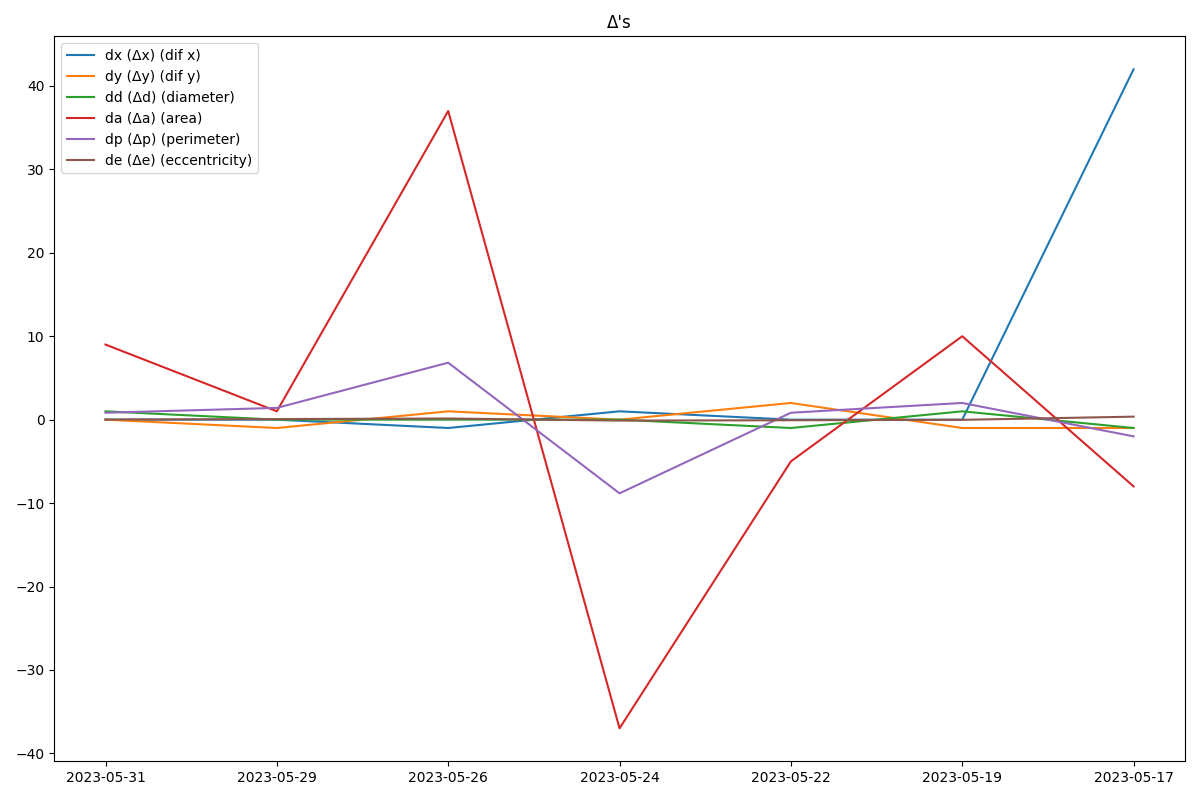 Δ's
dx (Δx) (dif x)
dy (Δy) (dif y)
dd (Δd) (diameter)
da (Δa) (area)
dp (Δp) (perimeter)
de (Δe) (eccentricity)
40
30
20
10
0
−10
−20
−30
−40
2023-05-31 2023-05-29 2023-05-26 2023-05-24 2023-05-22 2023-05-19 2023-05-17